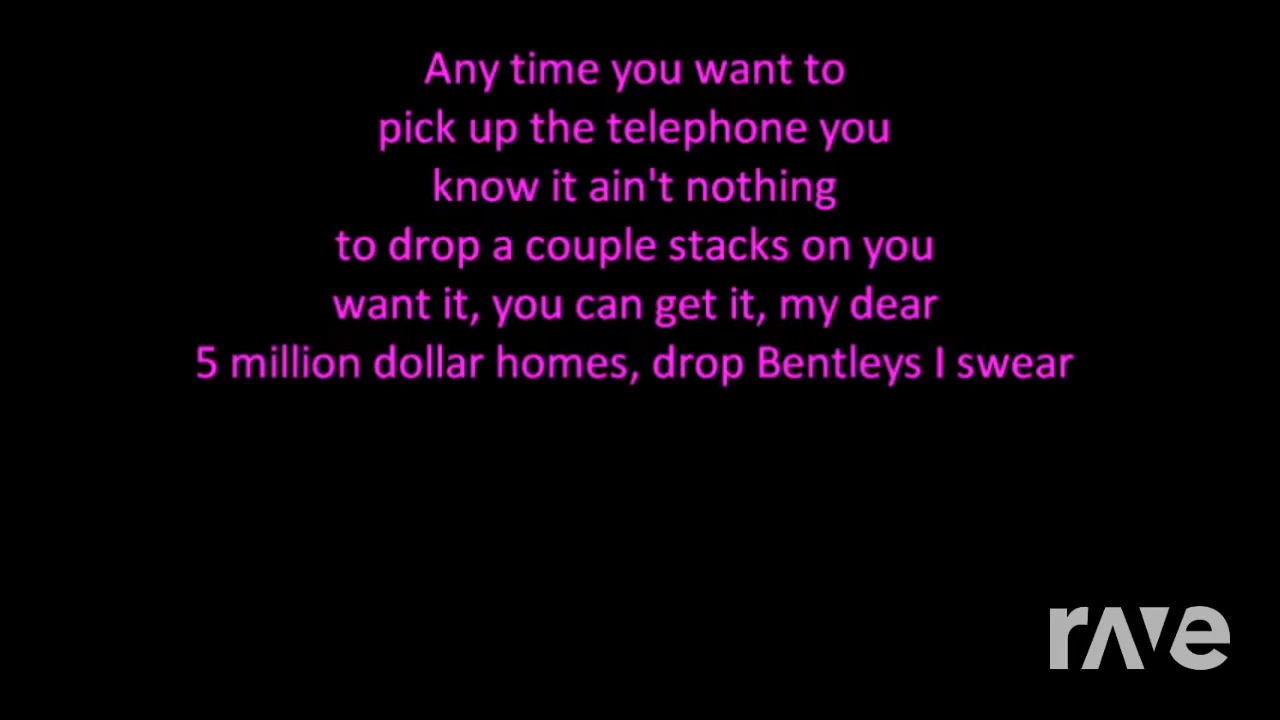 Any time you want to
pick up the telephone you
know it ain't nothing
to drop a couple stacks on you
want it, you can get it, my dear
5 million dollar homes, drop Bentleys I swear
rave